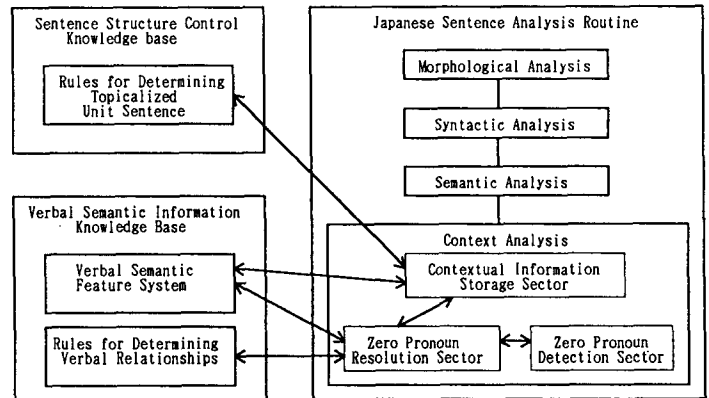 Sentence Structure Control
Knowledge base
Rules for Determining
Topicalized
Unit Sentence
Verbal Semantic Information
Knowledge Base
Verbal Semantic
Feature System
Rules for Determining
Verbal Relationships
Japanese Sentence Analysis Routine
Morphological Analysis
Syntactic Analysis
Semantic Analysis
Context Analysis
Contextual Information
Storage Sector
Zero Pronoun
Resolution Sector
Zero Pronoun
Detection Sector